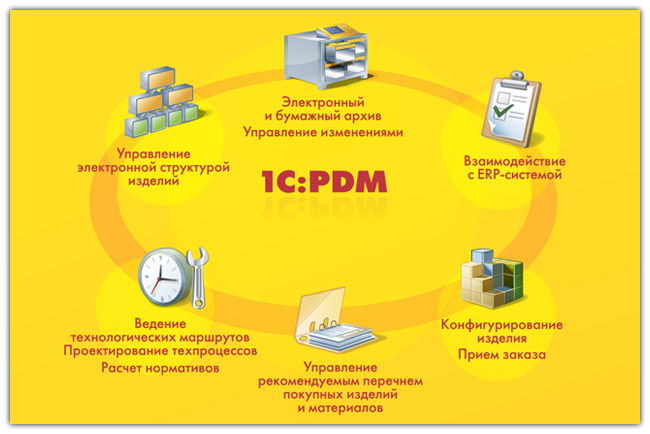 Электронный
и бумажный архив
Управление изменениями
Управление
электронной структурой
изделий
Взаимодействие
с ERP-системой
1С:PDM
Ведение
технологических маршрутов
Проектирование техпроцессов
Расчет нормативов
Управление
рекомендуемым перечнем
покупных изделий
и материалов
Конфигурирование
изделия
Прием заказа